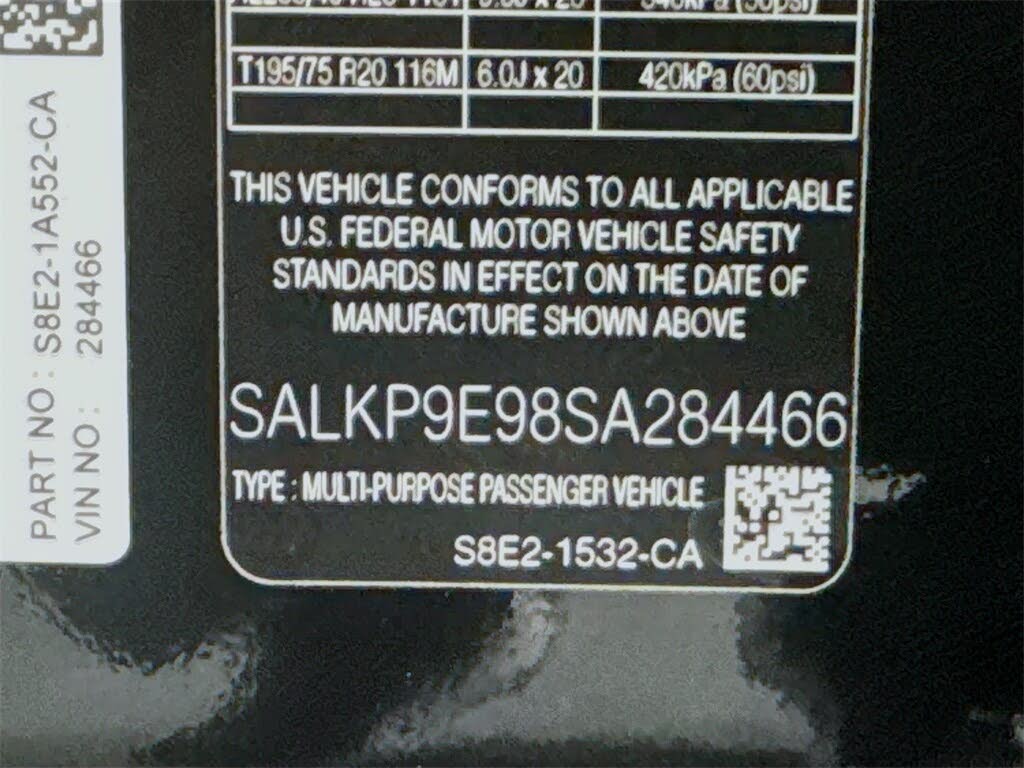 T195/75 R20 116M 6.0J x 20 420kPa (60psi)
THIS VEHICLE CONFORMS TO ALL APPLICABLE
U.S. FEDERAL MOTOR VEHICLE SAFETY
STANDARDS IN EFFECT ON THE DATE OF
MANUFACTURE SHOWN ABOVE
SALKP9E98SA284466
TYPE : MULTI-PURPOSE PASSENGER VEHICLE
S8E2-1532-CA
PART NO : S8E2-1A552-CA
VIN NO : 284466